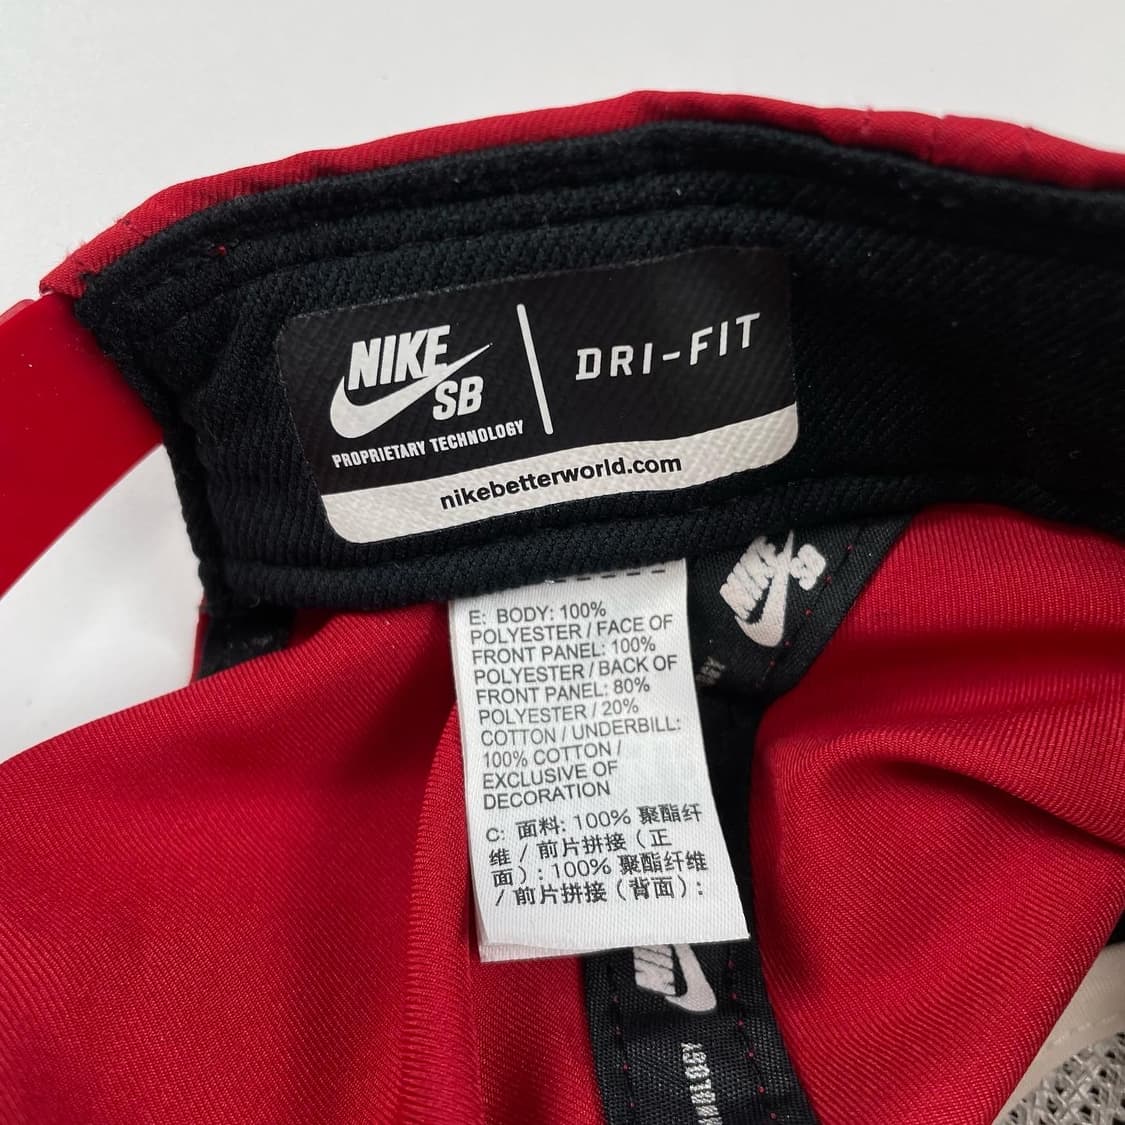 NIKE
SB
DRI-FIT
PROPRIETARY TECHNOLOGY
nikebetterworld.com
NIKE
SB
E: BODY: 100%
POLYESTER / FACE OF
FRONT PANEL: 100%
POLYESTER / BACK OF
FRONT PANEL: 80%
POLYESTER / 20%
COTTON / UNDERBILL:
100% COTTON /
EXCLUSIVE OF
DECORATION
C: 面料: 100% 聚酯纤
维 / 前片拼接（正
面）: 100% 聚酯纤维
/ 前片拼接（背面）: